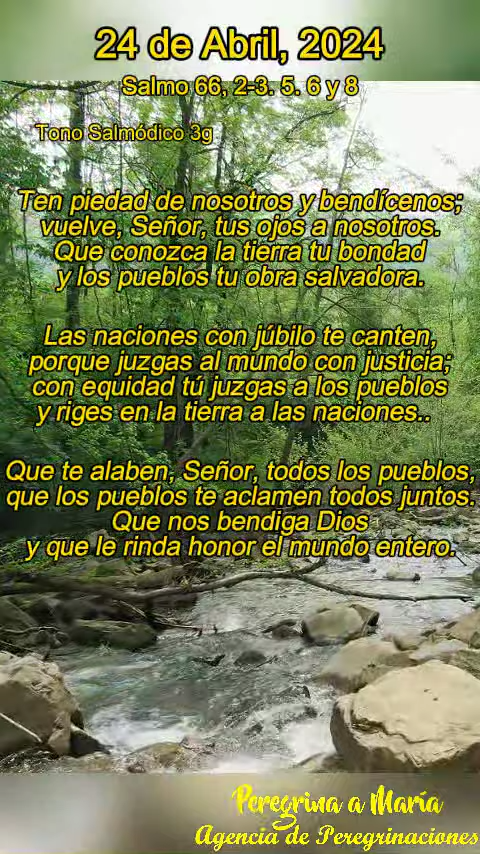 24 de Abril, 2024
Salmo 66, 2-3. 5. 6 y 8
Tono Salmódico 3g
Ten piedad de nosotros y bendícenos;
vuelve, Señor, tus ojos a nosotros.
Que conozca la tierra tu bondad
y los pueblos tu obra salvadora.
Las naciones con júbilo te canten,
porque juzgas al mundo con justicia;
con equidad tú juzgas a los pueblos
y riges en la tierra a las naciones..
Que te alaben, Señor, todos los pueblos,
que los pueblos te aclamen todos juntos.
Que nos bendiga Dios
y que le rinda honor el mundo entero.
Peregrina a María
Agencia de Peregrinaciones